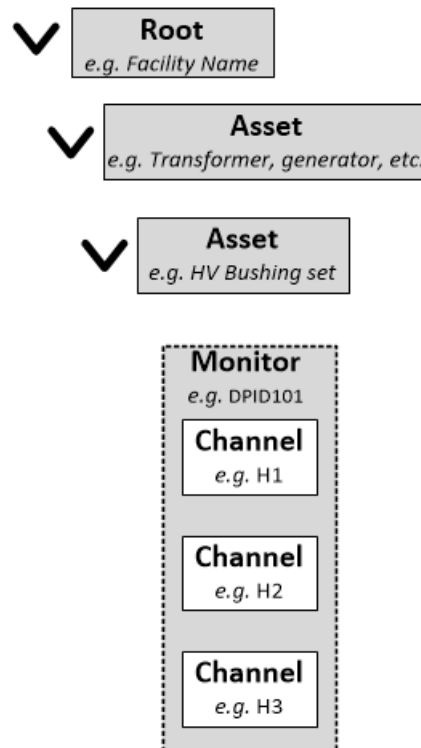 Root
e.g. Facility Name
Asset
e.g. Transformer, generator, etc.
Asset
e.g. HV Bushing set
Monitor
e.g. DPID101
Channel
e.g. H1
Channel
e.g. H2
Channel
e.g. H3